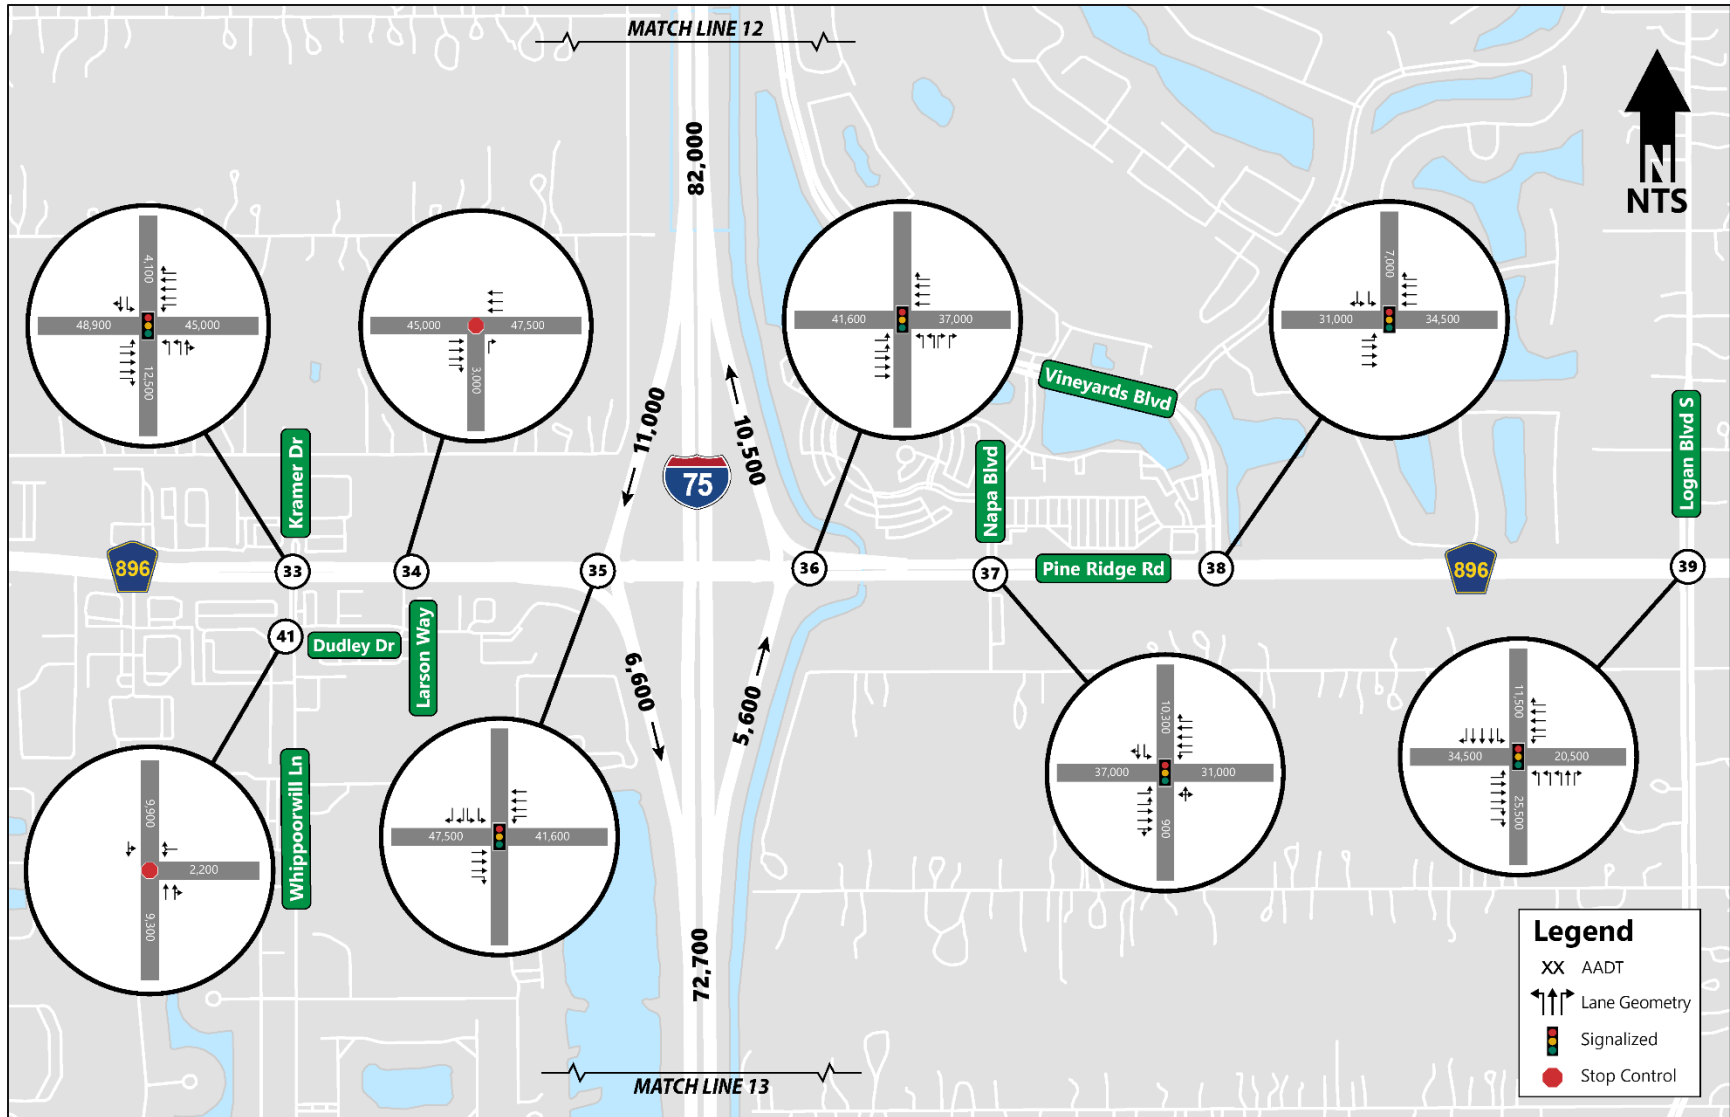 MATCH LINE 12
N
NTS
82,000
4,100
48,900
45,000
12,500
45,000
47,500
3,000
41,600
37,000
7,000
31,000
34,500
11,000
10,500
75
Kramer Dr
Napa Blvd
Vineyards Blvd
Logan Blvd S
896
33
34
35
36
37
Pine Ridge Rd
38
896
39
41
Dudley Dr
Larson Way
6,600
5,600
Whippoorwill Ln
9,900
2,200
9,300
47,500
41,600
10,300
37,000
31,000
900
11,500
34,500
20,500
25,500
72,700
MATCH LINE 13
Legend
XX AADT
Lane Geometry
Signalized
Stop Control